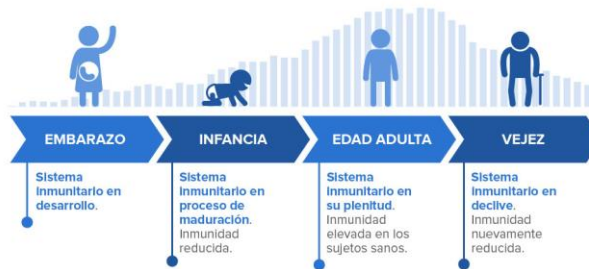 EMBARAZO
INFANCIA
EDAD ADULTA
VEJEZ
Sistema
inmunitario en
desarrollo.
Sistema
inmunitario en
proceso de
maduración.
Inmunidad
reducida.
Sistema
inmunitario en
su plenitud.
Inmunidad
elevada en los
sujetos sanos.
Sistema
inmunitario en
declive.
Inmunidad
nuevamente
reducida.